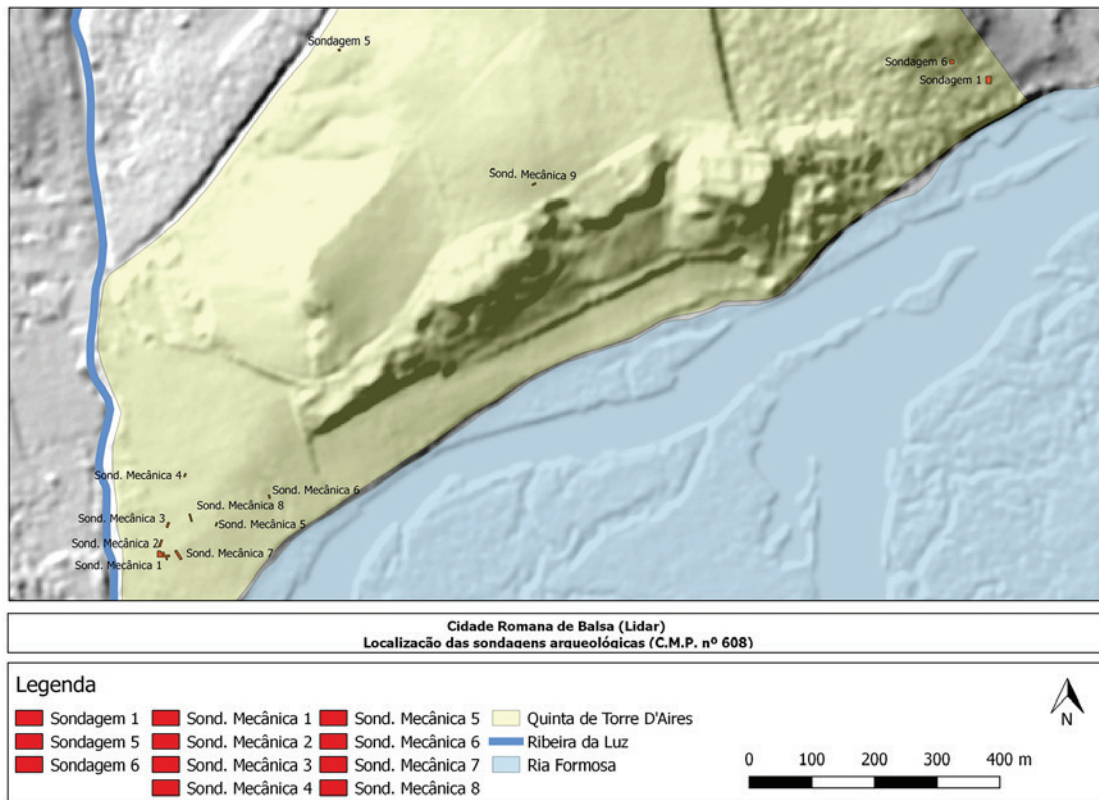 Sondagem 5
Sondagem 6
Sondagem 1
Sond. Mecânica 9
Sond. Mecânica 4
Sond. Mecânica 6
Sond. Mecânica 8
Sond. Mecânica 3
Sond. Mecânica 5
Sond. Mecânica 2
Sond. Mecânica 7
Sond. Mecânica 1
Cidade Romana de Balsa (Lidar)
Localização das sondagens arqueológicas (C.M.P. nº 608)
Legenda
Sondagem 1 Sond. Mecânica 1 Sond. Mecânica 5 Quinta de Torre D'Aires
Sondagem 5 Sond. Mecânica 2 Sond. Mecânica 6 Ribeira da Luz
Sondagem 6 Sond. Mecânica 3 Sond. Mecânica 7 Ria Formosa
Sond. Mecânica 4 Sond. Mecânica 8
N
0 100 200 300 400 m